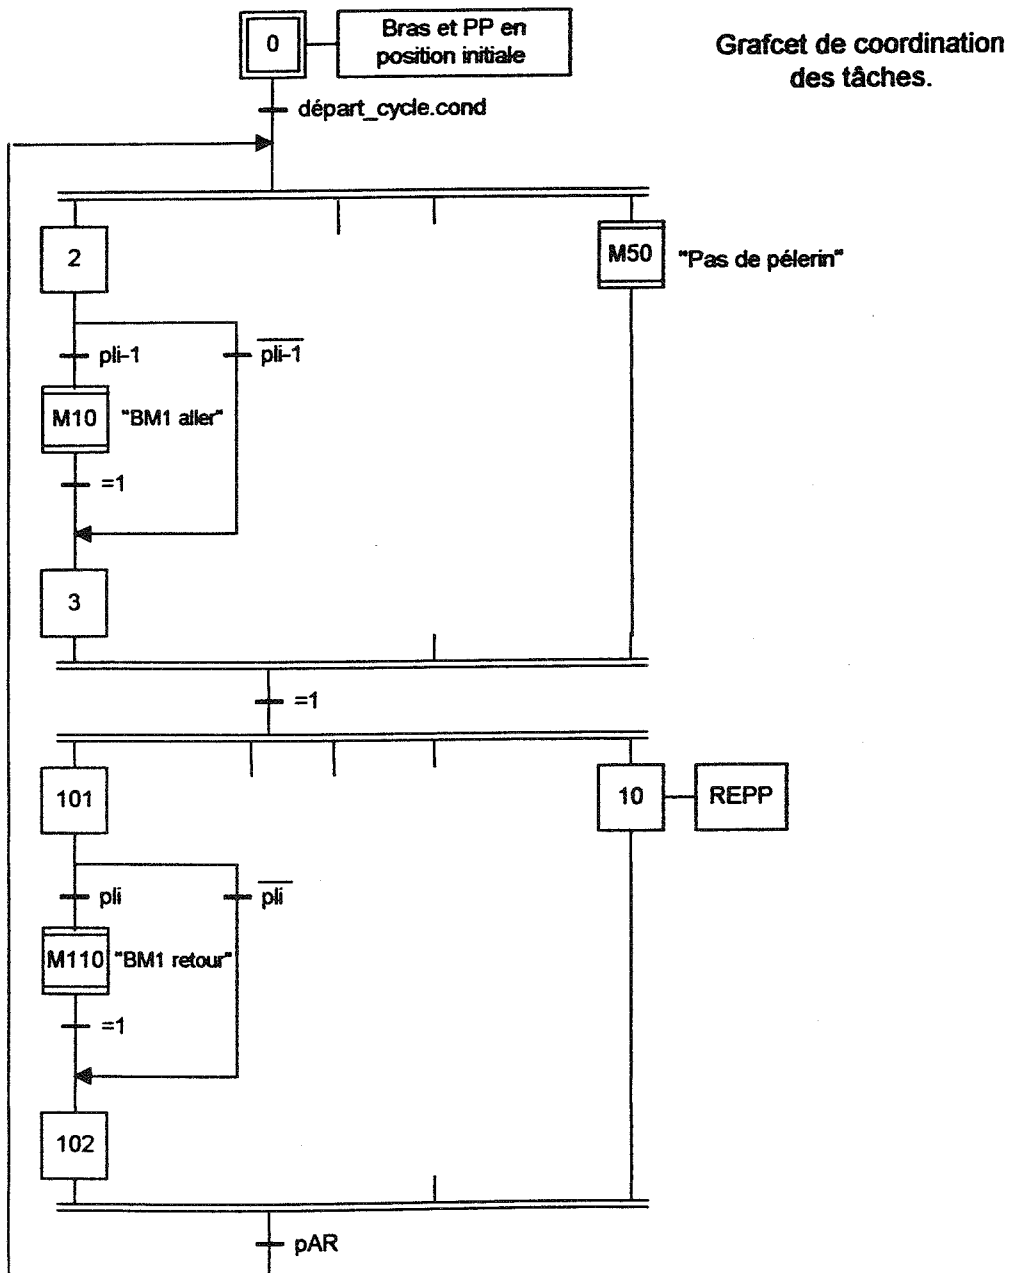 Grafcet de coordination
des tâches.
0
Bras et PP en
position initiale
départ_cycle.cond
2
M50
"Pas de pélerin"
pli-1
pli-1
M10
"BM1 aller"
=1
3
=1
101
10
REPP
pli
pli
M110
"BM1 retour"
=1
102
pAR